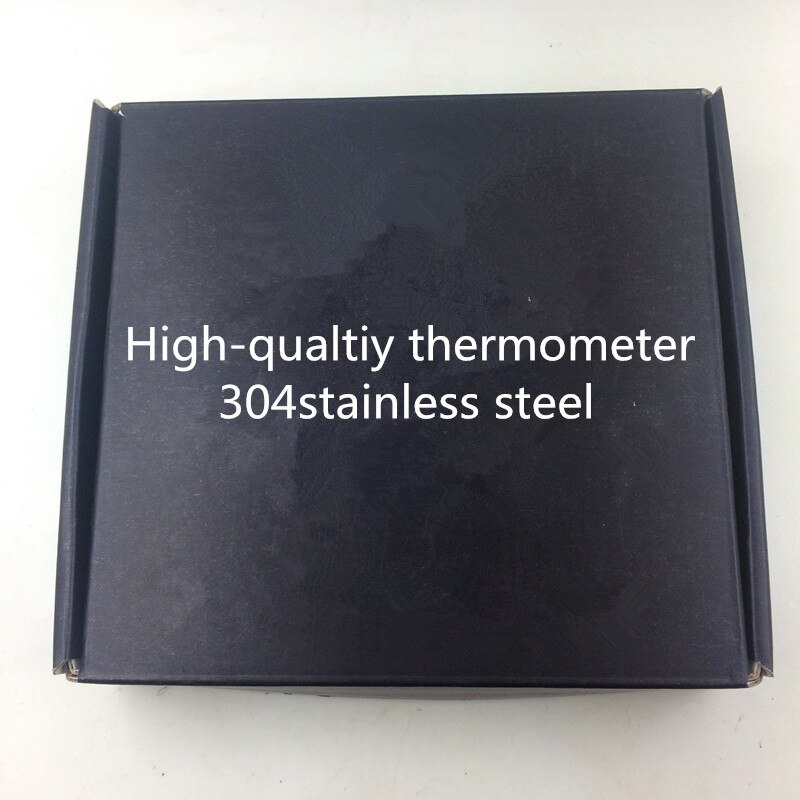 High-qualtiy thermometer
304stainless steel